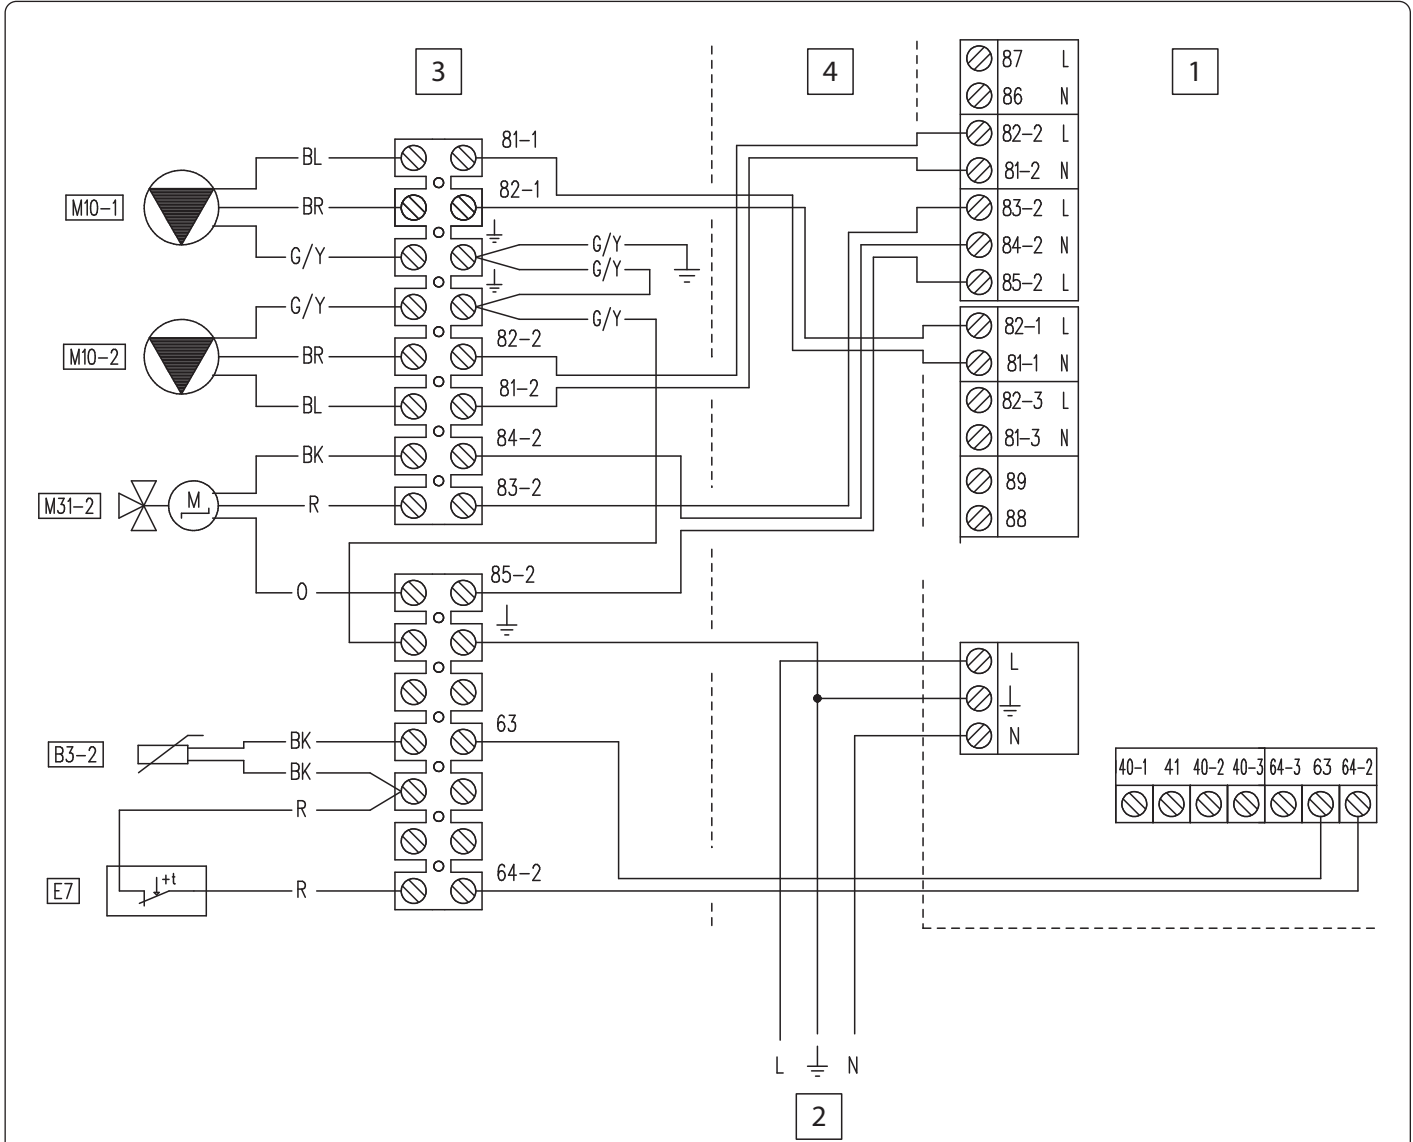 3
4
1
87 L
86 N
82-2 L
81-2 N
83-2 L
84-2 N
85-2 L
82-1 L
81-1 N
82-3 L
81-3 N
89
88
M10-1
BL
BR
G/Y
81-1
82-1
G/Y
G/Y
G/Y
M10-2
G/Y
BR
BL
82-2
81-2
M31-2
M
BK
R
O
84-2
83-2
85-2
B3-2
BK
BK
R
63
E7
+t
R
64-2
L
N
40-1 41 40-2 40-3 64-3 63 64-2
L N
2